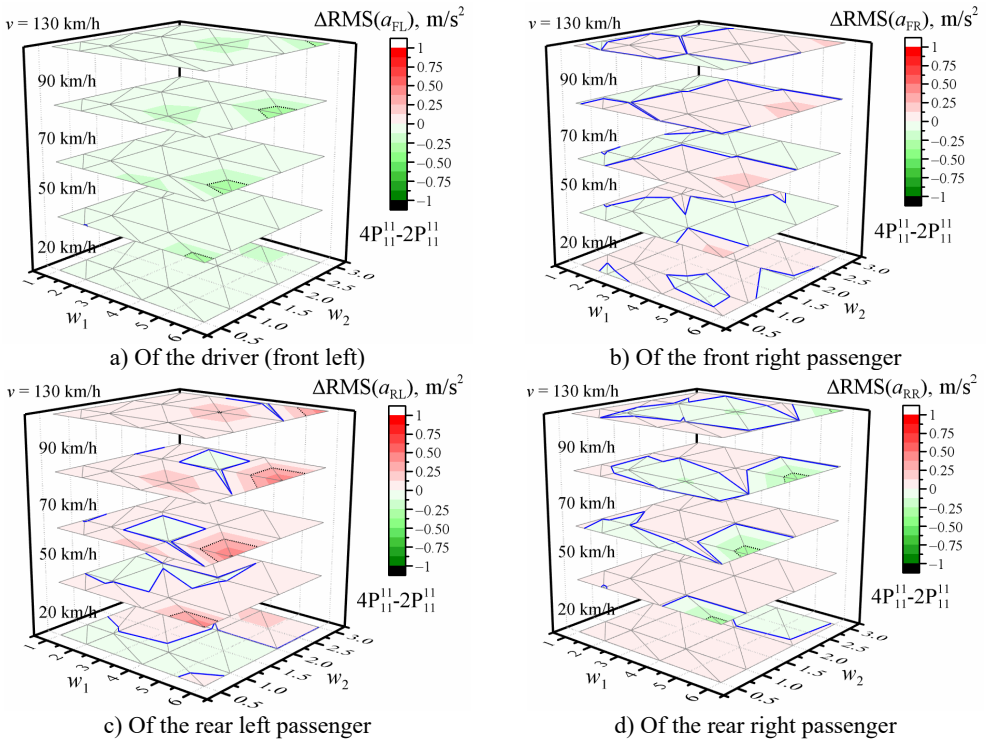 v = 130 km/h
90 km/h
70 km/h
50 km/h
20 km/h
ΔRMS(a_FL), m/s²
1
0.75
0.50
0.25
0
−0.25
−0.50
−0.75
−1
4P¹¹₁₁-2P¹¹₁₁
1
2
3
4
5
6
w₁
0.5
1.0
1.5
2.0
2.5
3.0
w₂
a) Of the driver (front left)
v = 130 km/h
90 km/h
70 km/h
50 km/h
20 km/h
ΔRMS(a_FR), m/s²
1
0.75
0.50
0.25
0
−0.25
−0.50
−0.75
−1
4P¹¹₁₁-2P¹¹₁₁
1
2
3
4
5
6
w₁
0.5
1.0
1.5
2.0
2.5
3.0
w₂
b) Of the front right passenger
v = 130 km/h
90 km/h
70 km/h
50 km/h
20 km/h
ΔRMS(a_RL), m/s²
1
0.75
0.50
0.25
0
−0.25
−0.50
−0.75
−1
4P¹¹₁₁-2P¹¹₁₁
1
2
3
4
5
6
w₁
0.5
1.0
1.5
2.0
2.5
3.0
w₂
c) Of the rear left passenger
v = 130 km/h
90 km/h
70 km/h
50 km/h
20 km/h
ΔRMS(a_RR), m/s²
1
0.75
0.50
0.25
0
−0.25
−0.50
−0.75
−1
4P¹¹₁₁-2P¹¹₁₁
1
2
3
4
5
6
w₁
0.5
1.0
1.5
2.0
2.5
3.0
w₂
d) Of the rear right passenger